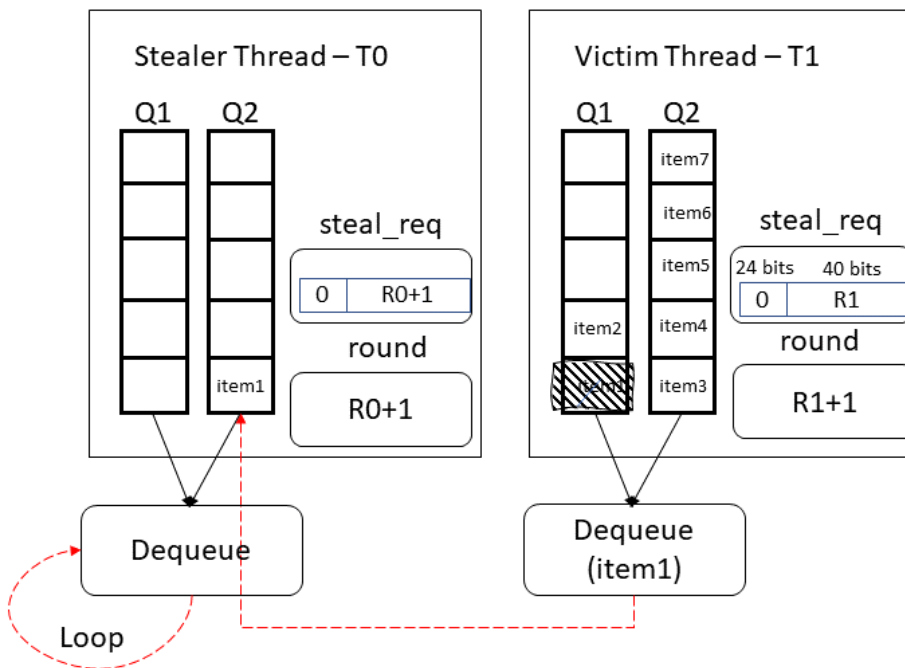 Stealer Thread – T0
Q1 Q2
steal_req
0 R0+1
round
item1
R0+1
Dequeue
Loop
Victim Thread – T1
Q1 Q2
item7
item6
steal_req
item5
24 bits 40 bits
0 R1
item2
item4
round
item1
item3
R1+1
Dequeue
(item1)